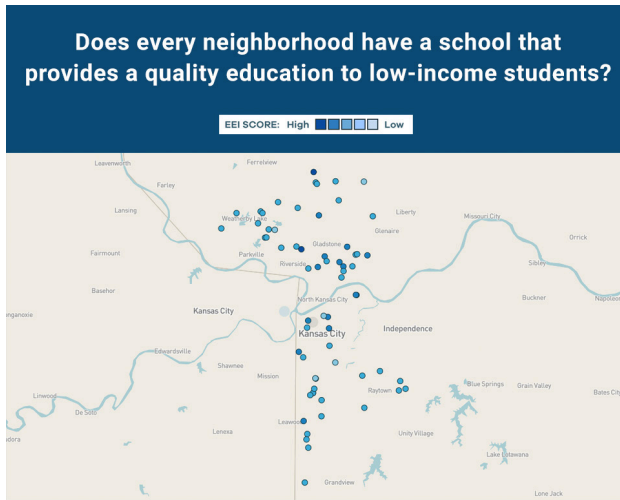 Does every neighborhood have a school that
provides a quality education to low-income students?
EEI SCORE: High Low
Leavenworth
Ferrelview
Farley
Lansing
Weatherby Lake
Liberty
Missouri City
Glenaire
Orrick
Gladstone
Fairmount
Parkville
Riverside
Sibley
Basehor
Buckner
Napoleon
North Kansas City
Kansas City
onganoxie
Kansas City
Independence
Edwardsville
Shawnee
Mission
Raytown
Blue Springs
Grain Valley
Linwood
Bates City
De Soto
Leawood
Lenexa
Unity Village
dora
Lake Lotawana
Grandview
Lone Jack